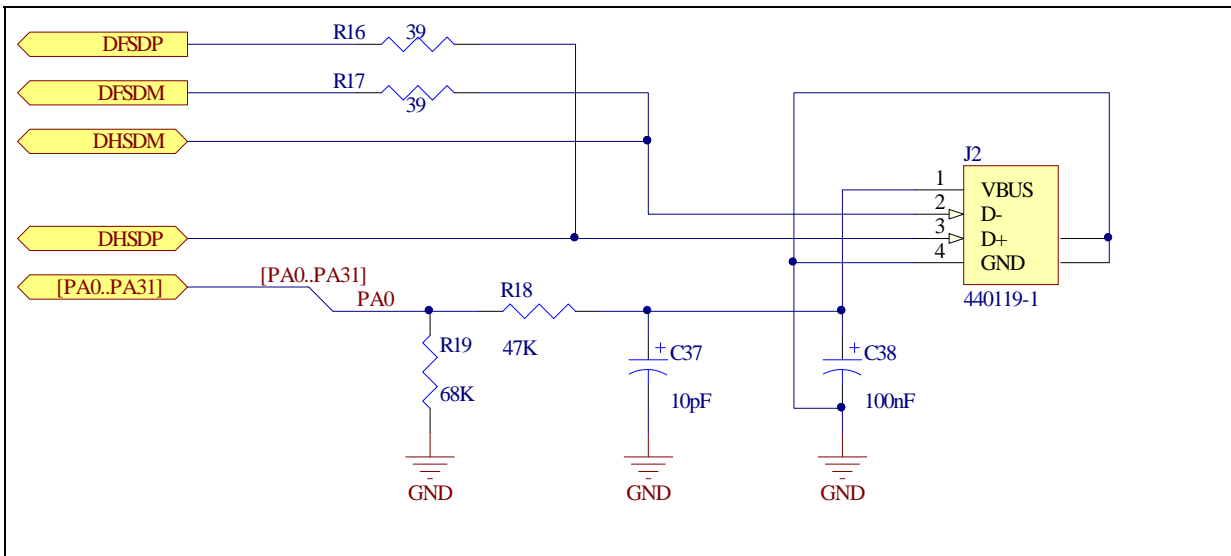 DFSDP
R16
39
DFSDM
R17
39
DHSDM
J2
1
VBUS
2
D-
3
D+
4
GND
440119-1
DHSDP
[PA0..PA31]
[PA0..PA31]
PA0
R18
47K
R19
68K
+
C37
10pF
+
C38
100nF
GND
GND
GND